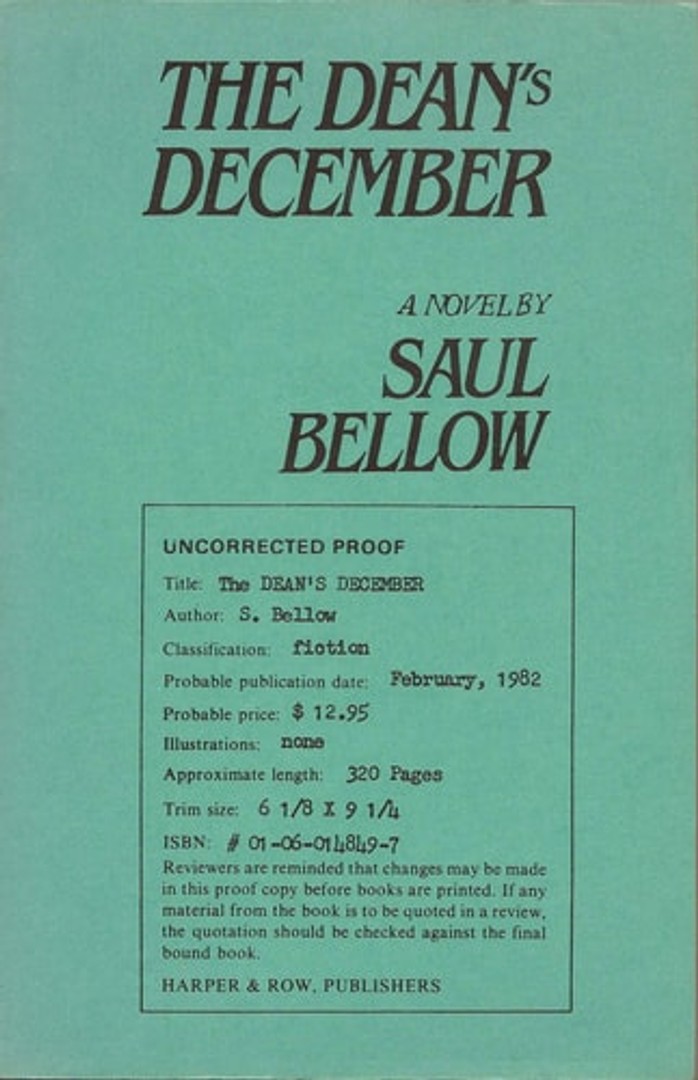 THE DEAN's
DECEMBER
A NOVEL BY
SAUL
BELLOW
UNCORRECTED PROOF
Title: The DEAN'S DECEMBER
Author: S. Bellow
Classification: fiction
Probable publication date: February, 1982
Probable price: $ 12.95
Illustrations: none
Approximate length: 320 Pages
Trim size: 6 1/8 X 9 1/4
ISBN: # 01-06-014849-7
Reviewers are reminded that changes may be made
in this proof copy before books are printed. If any
material from the book is to be quoted in a review,
the quotation should be checked against the final
bound book.
HARPER & ROW, PUBLISHERS